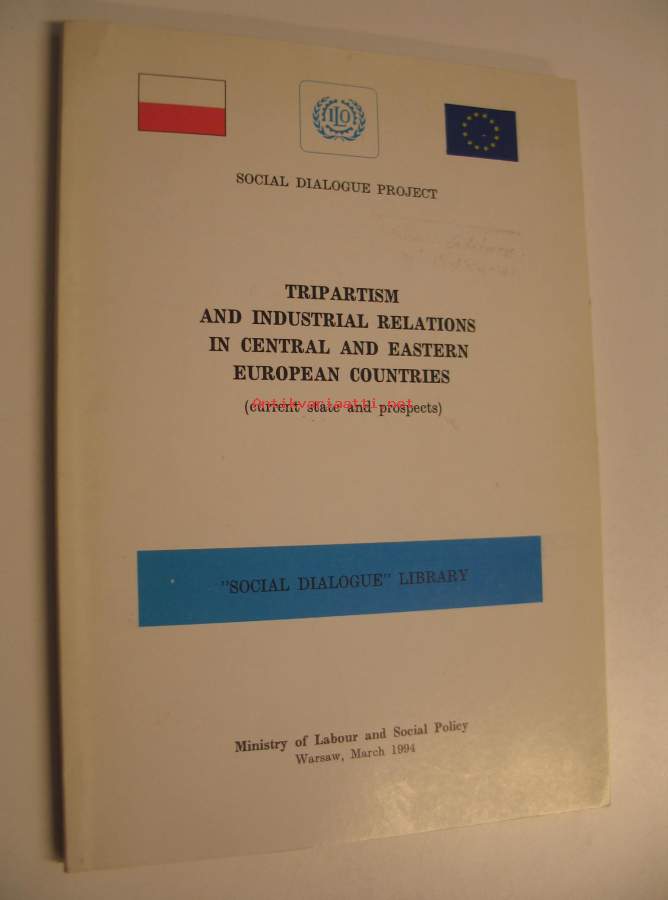 ILO
SOCIAL DIALOGUE PROJECT
TRIPARTISM
AND INDUSTRIAL RELATIONS
IN CENTRAL AND EASTERN
EUROPEAN COUNTRIES
(current state and prospects)
Antikvariaatti.net
"SOCIAL DIALOGUE" LIBRARY
Ministry of Labour and Social Policy
Warsaw, March 1994